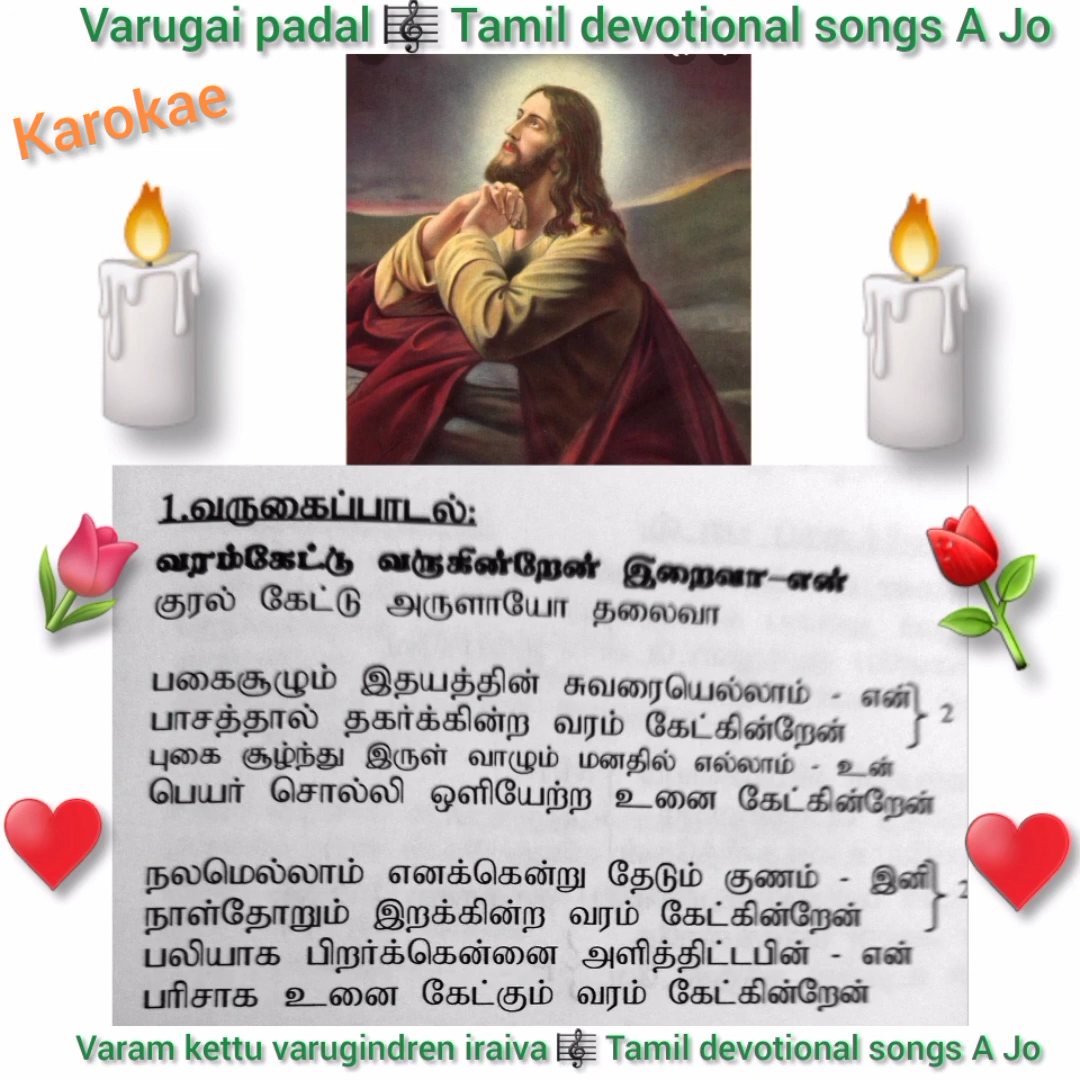 Varugai padal 🎼 Tamil devotional songs A Jo
Karokae
1.வருகைப்பாடல்:
வரம்கேட்டு வருகின்றேன் இறைவா-என்
குரல் கேட்டு அருளாயோ தலைவா
பகைசூழும் இதயத்தின் சுவரையெல்லாம் - என்
பாசத்தால் தகர்க்கின்ற வரம் கேட்கின்றேன் } 2
புகை சூழ்ந்து இருள் வாழும் மனதில் எல்லாம் - உன்
பெயர் சொல்லி ஒளியேற்ற உனை கேட்கின்றேன்
நலமெல்லாம் எனக்கென்று தேடும் குணம் - இனி
நாள்தோறும் இறக்கின்ற வரம் கேட்கின்றேன் } 2
பலியாக பிறர்க்கென்னை அளித்திட்டபின் - என்
பரிசாக உனை கேட்கும் வரம் கேட்கின்றேன்
Varam kettu varugindren iraiva 🎼 Tamil devotional songs A Jo